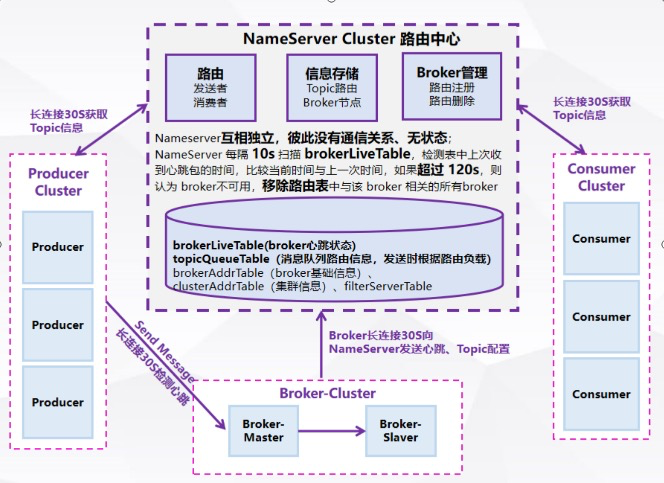 NameServer Cluster 路由中心
路由
发送者
消费者
信息存储
Topic路由
Broker节点
Broker管理
路由注册
路由删除
长连接30S获取
Topic信息
长连接30S获取
Topic信息
Nameserver互相独立，彼此没有通信关系、无状态；
NameServer 每隔 10s 扫描 brokerLiveTable，检测表中上次收
到心跳包的时间，比较当前时间与上一次时间，如果超过 120s，则
认为 broker不可用，移除路由表中与该 broker 相关的所有broker
brokerLiveTable(broker心跳状态)
topicQueueTable（消息队列路由信息，发送时根据路由负载)
brokerAddrTable（broker基础信息）、
clusterAddrTable（集群信息）、filterServerTable
Producer
Cluster
Producer
Producer
Producer
Consumer
Cluster
Consumer
Consumer
Consumer
Send Message
长连接30S检测心跳
Broker长连接30S向
NameServer发送心跳、Topic配置
Broker-Cluster
Broker-
Master
Broker-
Slaver